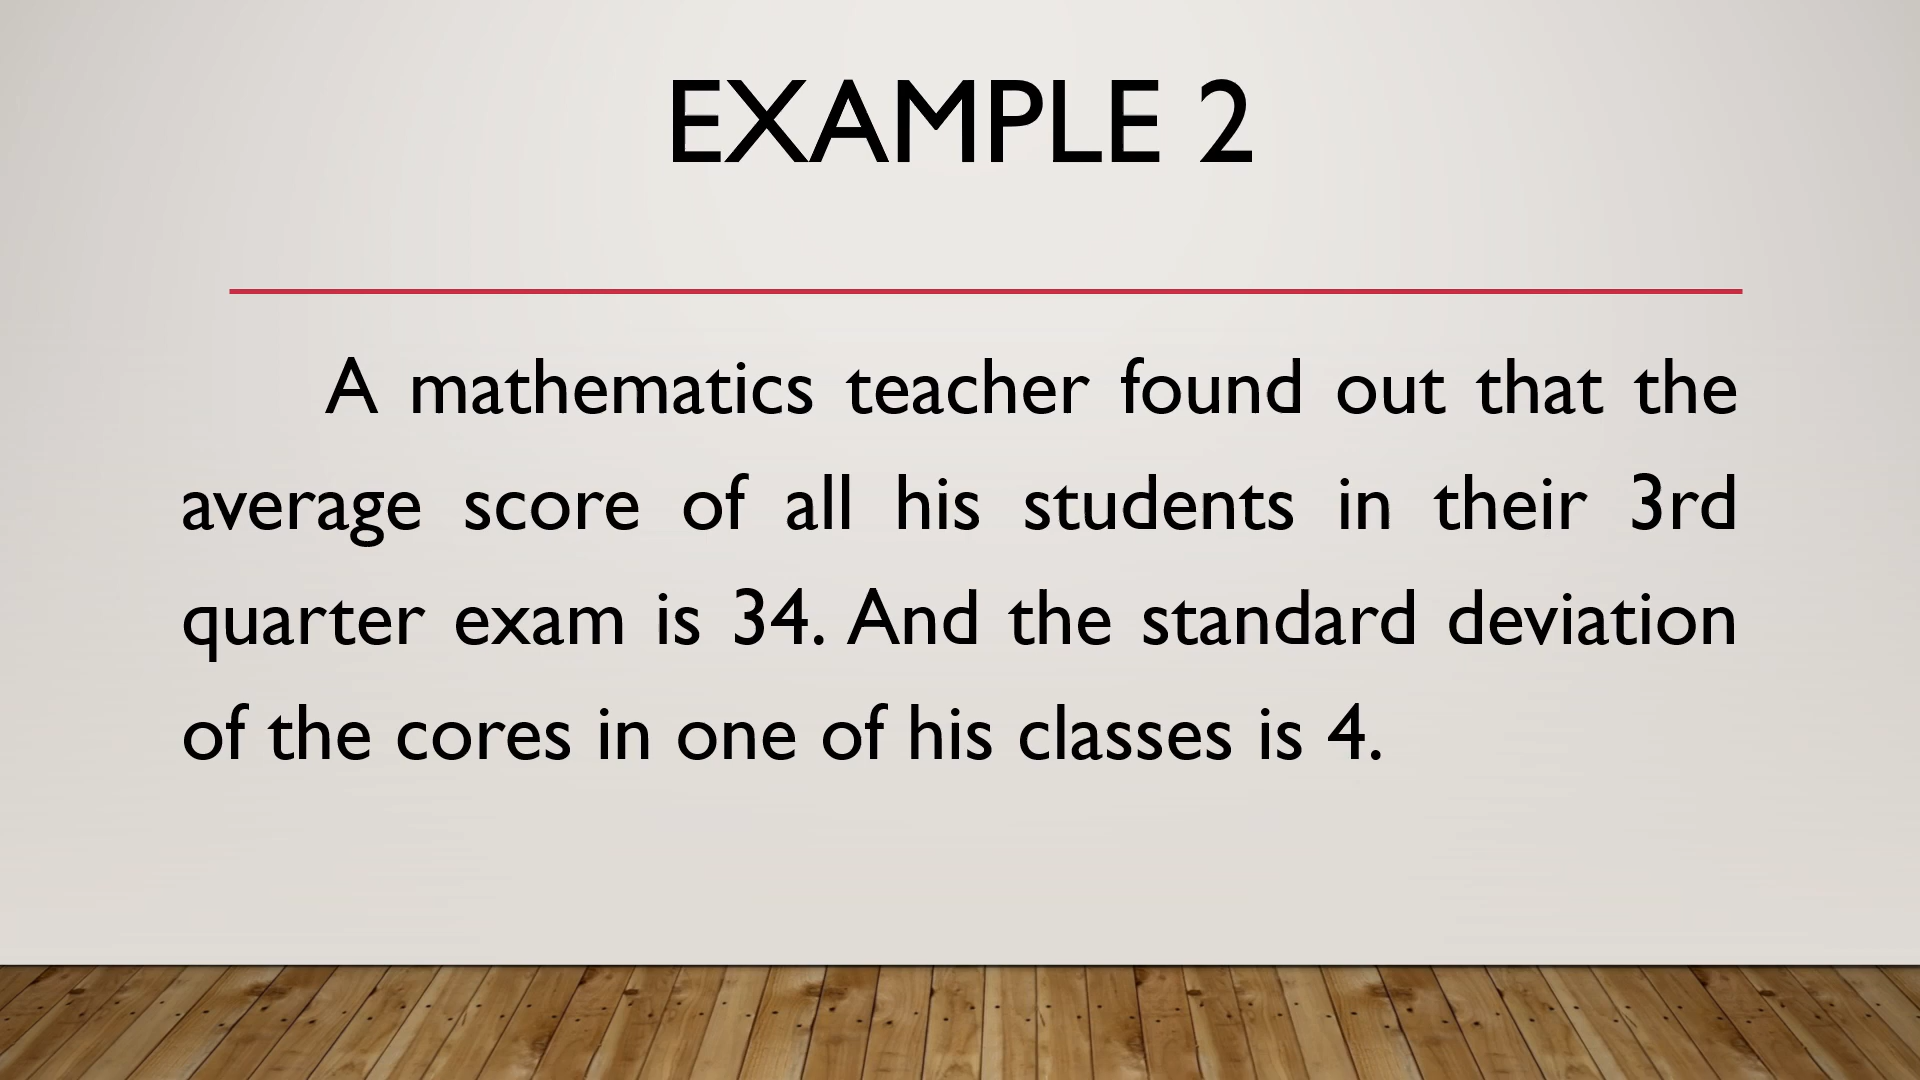 EXAMPLE 2
A mathematics teacher found out that the
average score of all his students in their 3rd
quarter exam is 34. And the standard deviation
of the cores in one of his classes is 4.